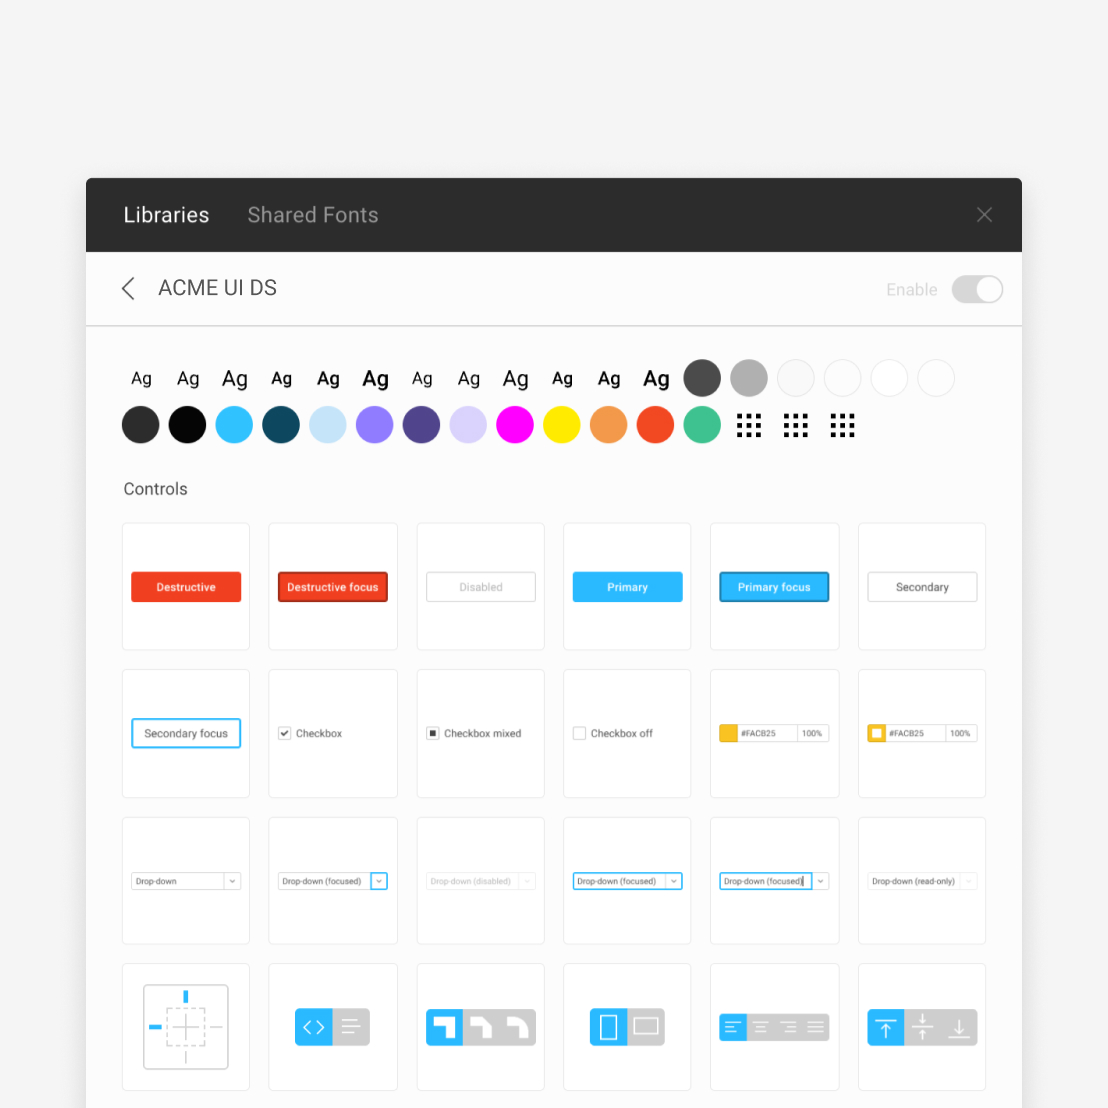 Libraries Shared Fonts
ACME UI DS Enable
Ag Ag Ag Ag Ag Ag Ag Ag Ag Ag Ag Ag
Controls
Destructive Destructive focus Disabled Primary Primary focus Secondary
Secondary focus Checkbox Checkbox mixed Checkbox off #FACB25 100% #FACB25 100%
Drop-down Drop-down (focused) Drop-down (disabled) Drop-down (focused) Drop-down (focused) Drop-down (read-only)